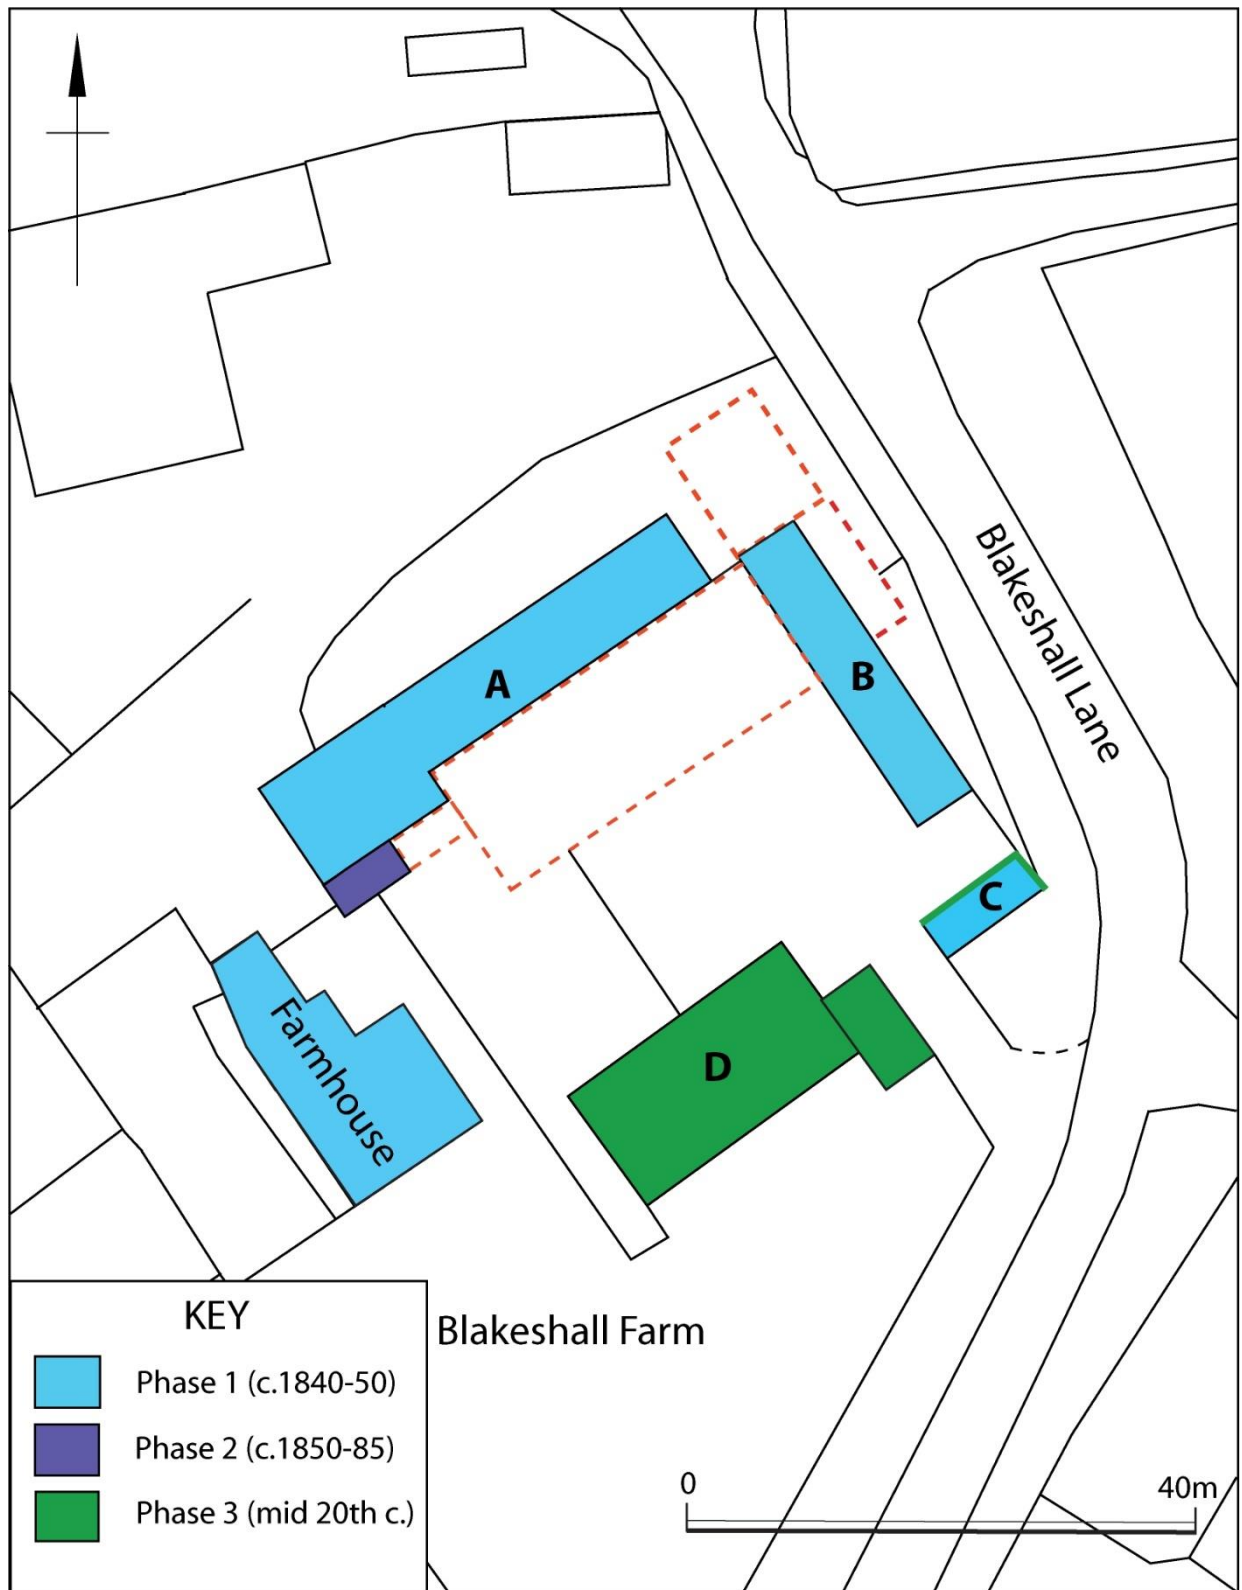 Blakeshall Lane
A
B
C
D
Farmhouse
Blakeshall Farm
KEY
Phase 1 (c.1840-50)
Phase 2 (c.1850-85)
Phase 3 (mid 20th c.)
0
40m